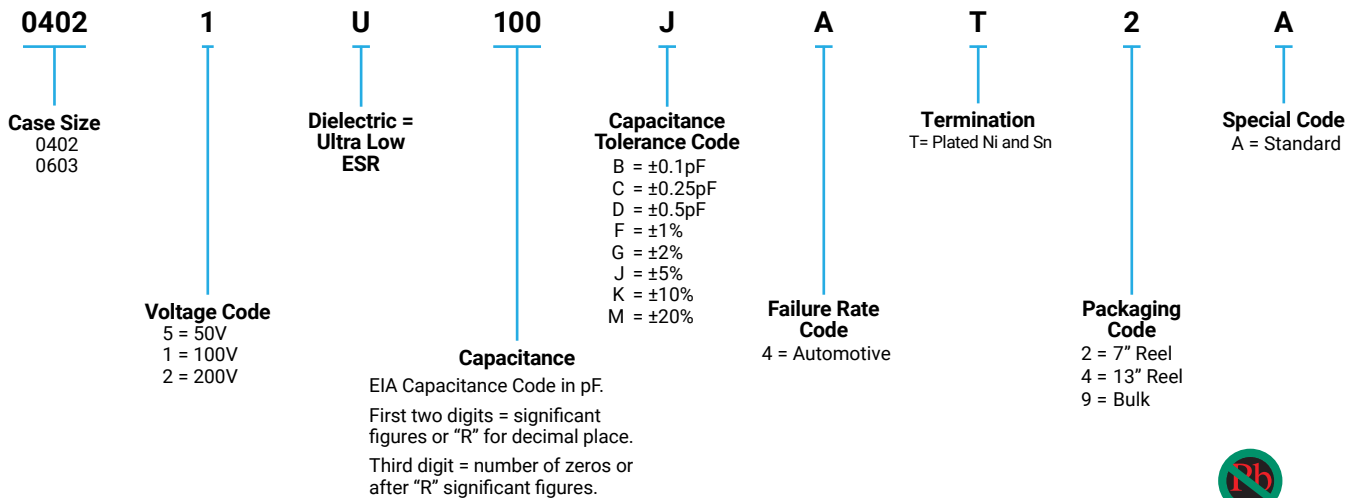 0402 1 U 100 J A T 2 A
Case Size
0402
0603
Voltage Code
5 = 50V
1 = 100V
2 = 200V
Dielectric =
Ultra Low
ESR
Capacitance
EIA Capacitance Code in pF.
First two digits = significant
figures or “R” for decimal place.
Third digit = number of zeros or
after “R” significant figures.
Capacitance
Tolerance Code
B = ±0.1pF
C = ±0.25pF
D = ±0.5pF
F = ±1%
G = ±2%
J = ±5%
K = ±10%
M = ±20%
Failure Rate
Code
4 = Automotive
Termination
T= Plated Ni and Sn
Packaging
Code
2 = 7” Reel
4 = 13” Reel
9 = Bulk
Special Code
A = Standard
Pb